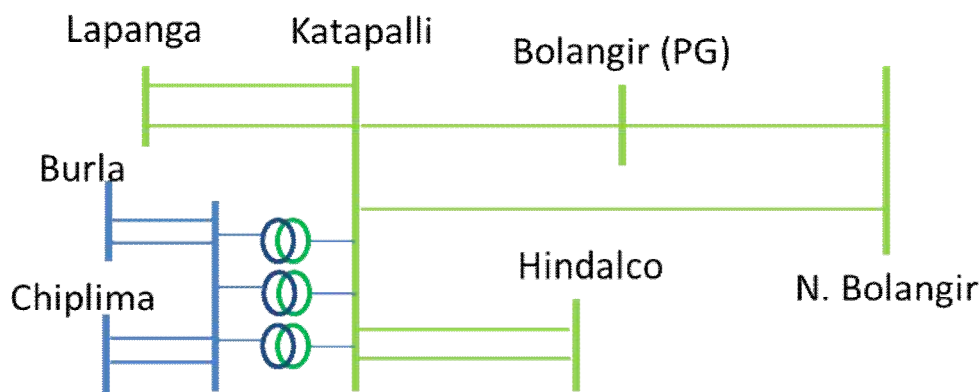 Lapanga
Katapalli
Bolangir (PG)
Burla
Hindalco
N. Bolangir
Chiplima